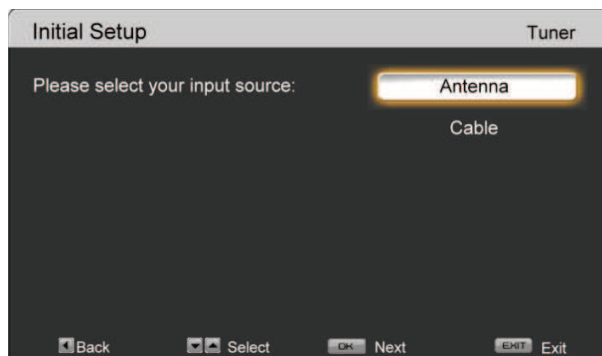 Initial Setup Tuner
Please select your input source: Antenna
Cable
Back Select OK Next EXIT Exit